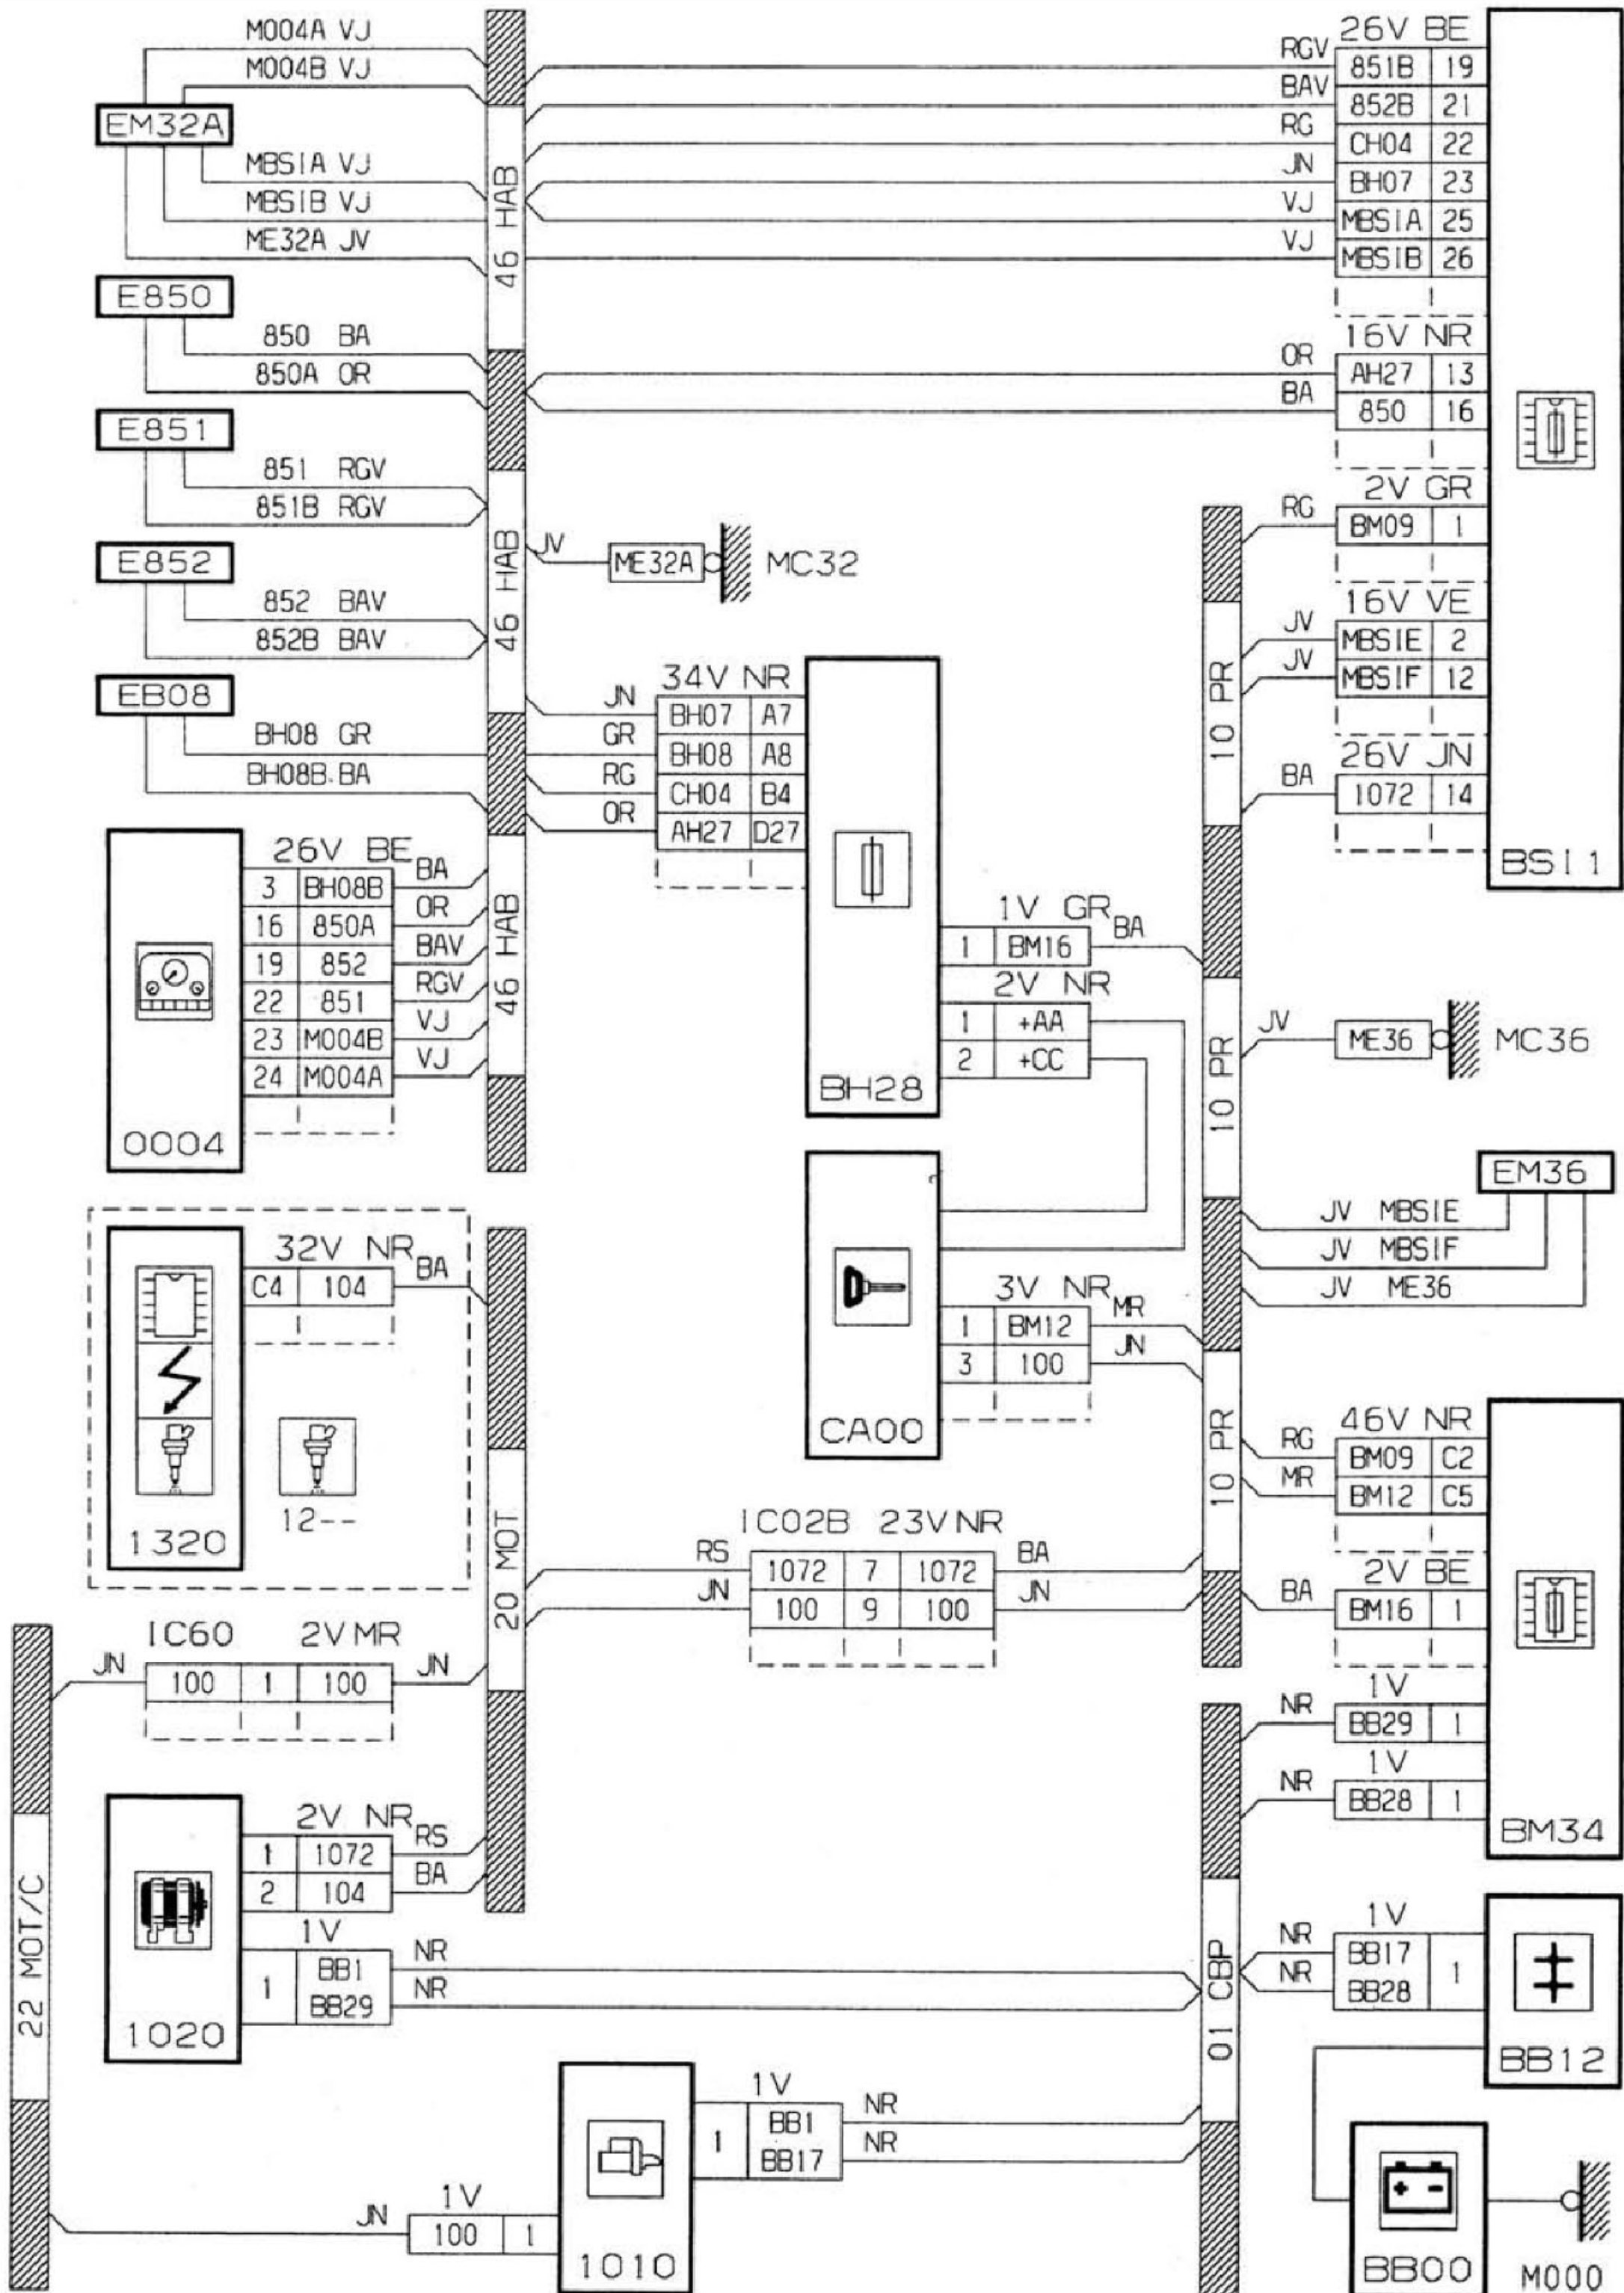 M004A VJ
M004B VJ
EM32A
MBSIA VJ
MBSIB VJ
ME32A JV
E850
850 BA
850A OR
E851
851 RGV
851B RGV
E852
852 BAV
852B BAV
EB08
BH08 GR
BH08B BA
46 HAB
46 HAB
46 HAB
26V BE
RGV 851B 19
BAV 852B 21
RG CH04 22
JN BH07 23
VJ MBSIA 25
VJ MBSIB 26
16V NR
OR AH27 13
BA 850 16
2V GR
RG BM09 1
16V VE
JV MBSIE 2
JV MBSIF 12
26V JN
BA 1072 14
BSI1
JV ME32A MC32
34V NR
JN BH07 A7
GR BH08 A8
RG CH04 B4
OR AH27 D27
1V GR
1 BM16 BA
2V NR
1 +AA
2 +CC
BH28
10 PR
10 PR
10 PR
26V BE
3 BH08B BA
16 850A OR
19 852 BAV
22 851 RGV
23 M004B VJ
24 M004A VJ
0004
JV ME36 MC36
EM36
JV MBSIE
JV MBSIF
JV ME36
32V NR
C4 104 BA
1320
12--
3V NR
1 BM12 MR
3 100 JN
CA00
46V NR
RG BM09 C2
MR BM12 C5
2V BE
BA BM16 1
1V
NR BB29 1
1V
NR BB28 1
BM34
20 MOT
IC02B 23V NR
RS 1072 7 1072 BA
JN 100 9 100 JN
IC60 2V MR
JN 100 1 100 JN
22 MOT/C
2V NR
1 1072 RS
2 104 BA
1V
1 BB1 NR
BB29 NR
1020
01 CBP
1V
NR BB17 1
NR BB28
BB12
1V
1 BB1 NR
BB17 NR
1V
JN 100 1
1010
BB00
M000